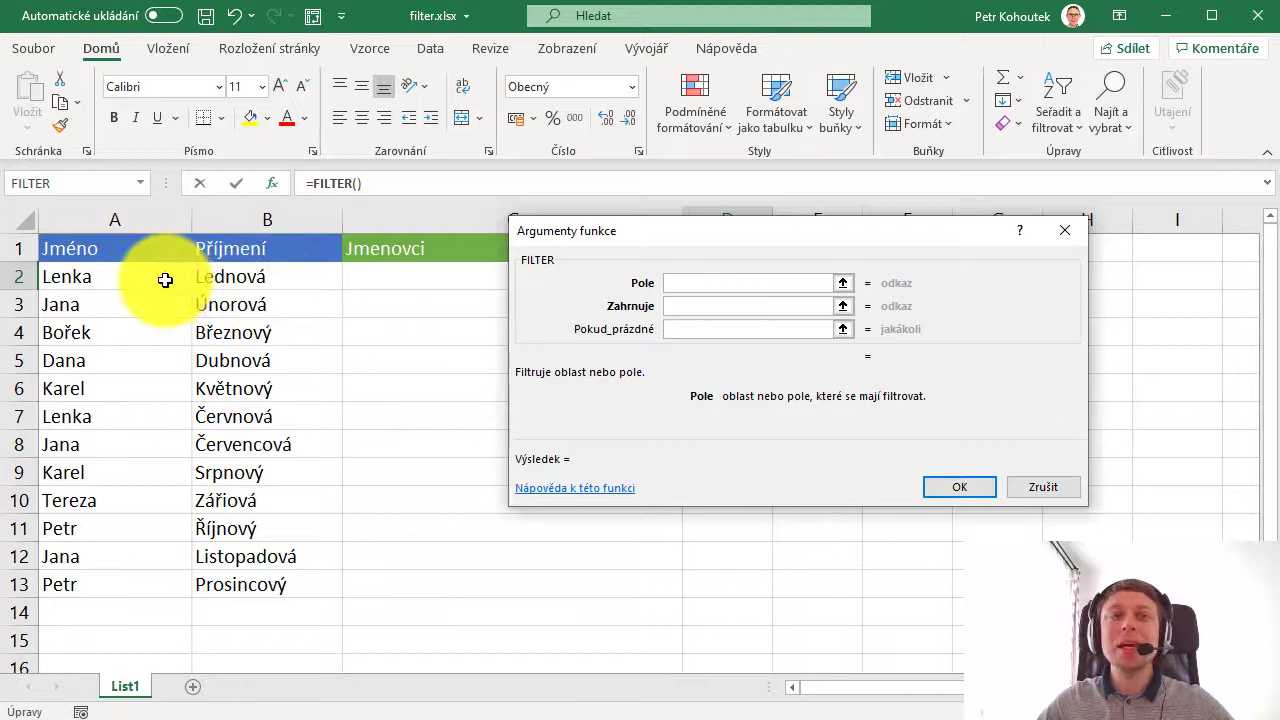 Automatické ukládání
filter.xlsx
Hledat
Petr Kohoutek
Soubor Domů Vložení Rozložení stránky Vzorce Data Revize Zobrazení Vývojář Nápověda Sdílet Komentáře
Vložit
Schránka
Calibri 11
B I U A
Písmo
Zarovnání
Obecný
% 000
Číslo
Podmíněné formátování
Formátovat jako tabulku
Styly buňky
Styly
Vložit
Odstranit
Formát
Buňky
Seřadit a filtrovat
Najít a vybrat
Úpravy
Utajení
Citlivost
FILTER fx =FILTER()
A B I
1 Jméno Příjmení Jmenovci
2 Lenka Lednová
3 Jana Únorová
4 Bořek Březnový
5 Dana Dubnová
6 Karel Květnový
7 Lenka Červnová
8 Jana Červencová
9 Karel Srpnový
10 Tereza Zářiová
11 Petr Říjnový
12 Jana Listopadová
13 Petr Prosincový
14
15
16
Argumenty funkce ?
FILTER
Pole = odkaz
Zahrnuje = odkaz
Pokud_prázdné = jakákoli
=
Filtruje oblast nebo pole.
Pole oblast nebo pole, které se mají filtrovat.
Výsledek =
Nápověda k této funkci
OK Zrušit
List1
Úpravy